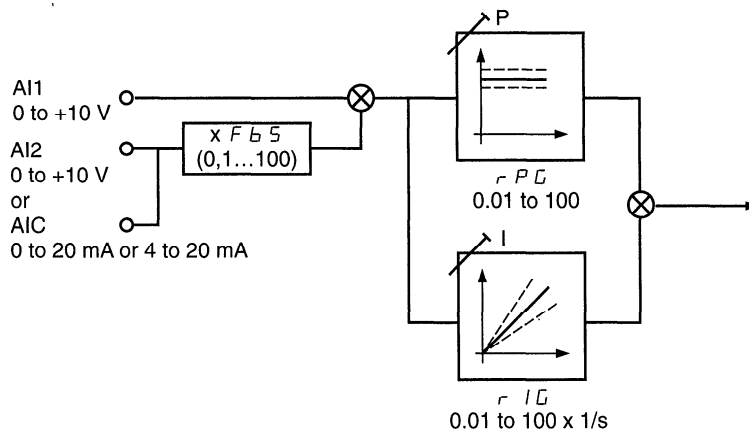 P
AI1
0 to +10 V
x F b S
(0,1...100)
AI2
0 to +10 V
or
AIC
0 to 20 mA or 4 to 20 mA
r P G
0.01 to 100
I
r I G
0.01 to 100 x 1/s